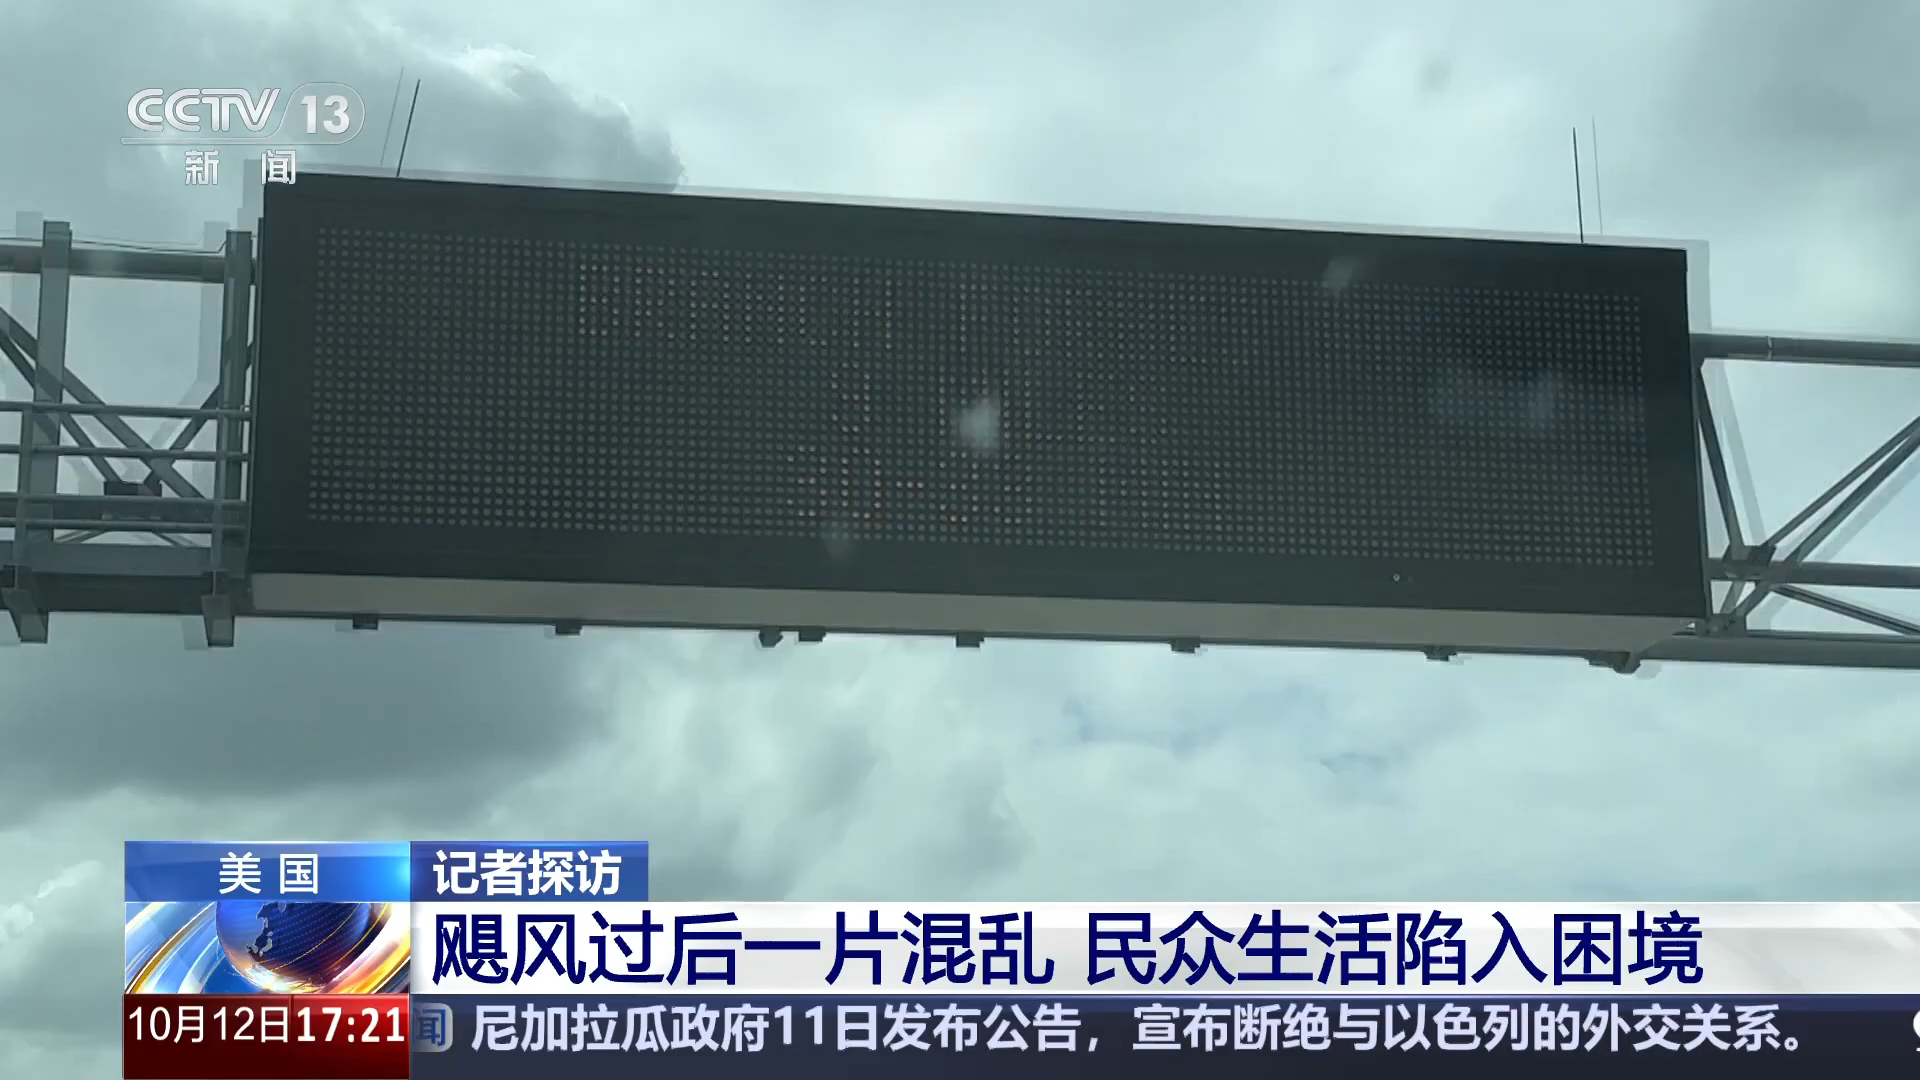 CCTV 13
新闻
美国
记者探访
飓风过后一片混乱 民众生活陷入困境
10月12日17:21
闻 尼加拉瓜政府11日发布公告，宣布断绝与以色列的外交关系。